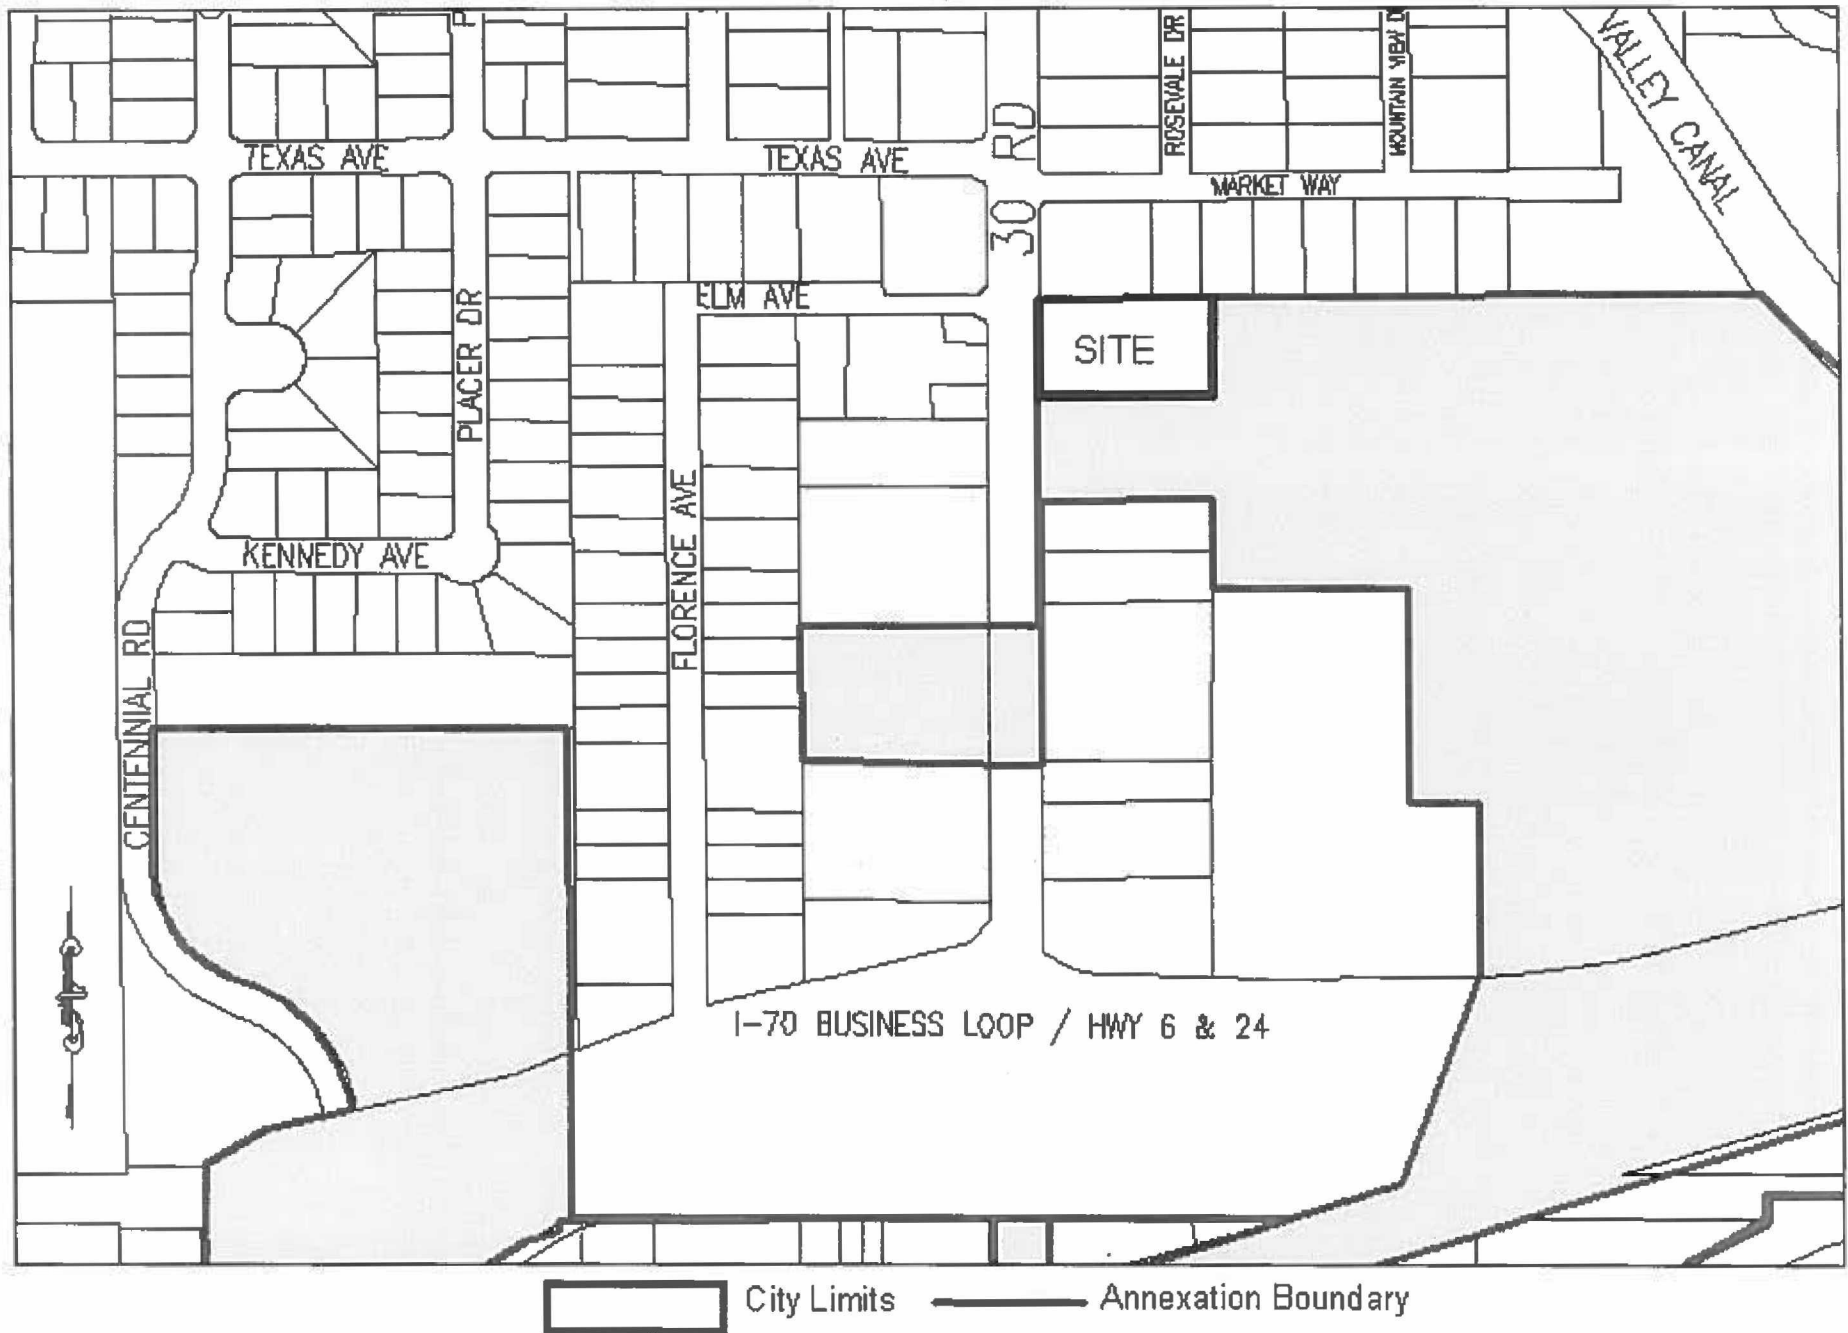 P
ROSEVALE DR
MOUNTAIN VIEW
VALLEY CANAL
TEXAS AVE
TEXAS AVE
30 RD
MARKET WAY
ELM AVE
PLACER DR
SITE
KENNEDY AVE
FLORENCE AVE
CENTENNIAL RD
I-70 BUSINESS LOOP / HWY 6 & 24
City Limits
Annexation Boundary